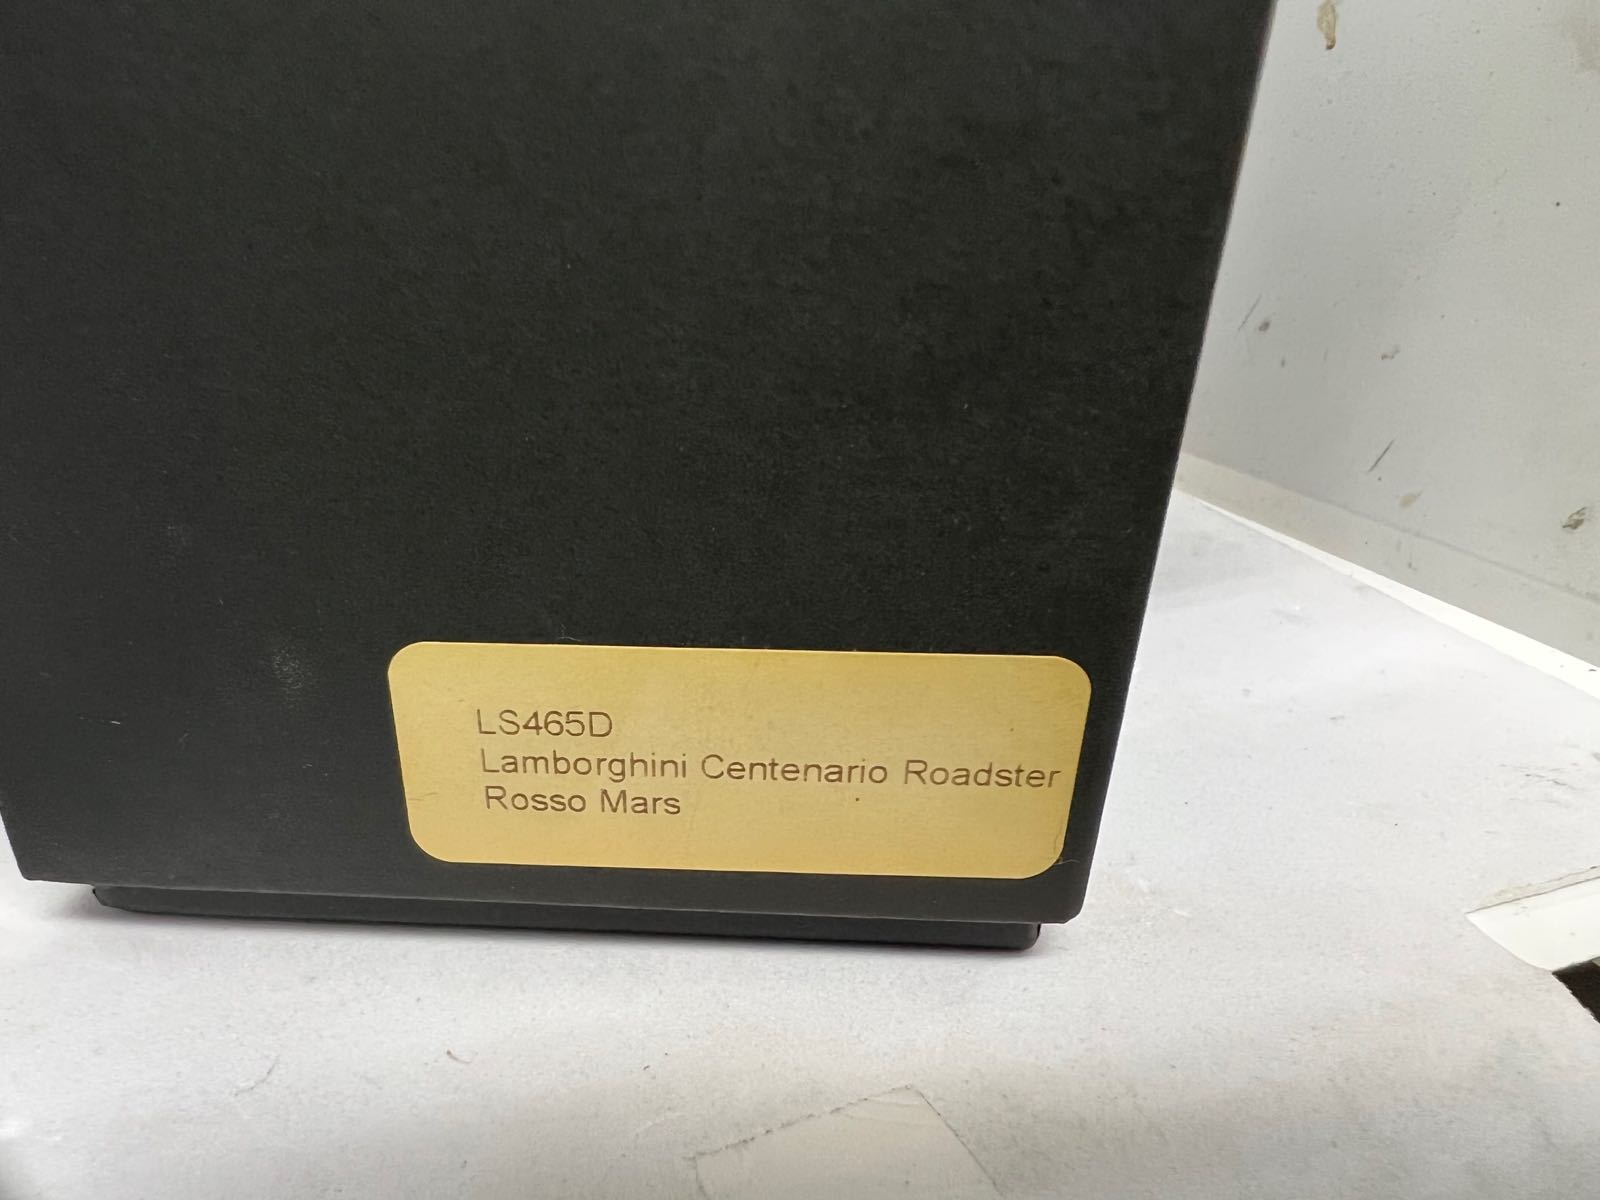 LS465D
Lamborghini Centenario Roadster
Rosso Mars